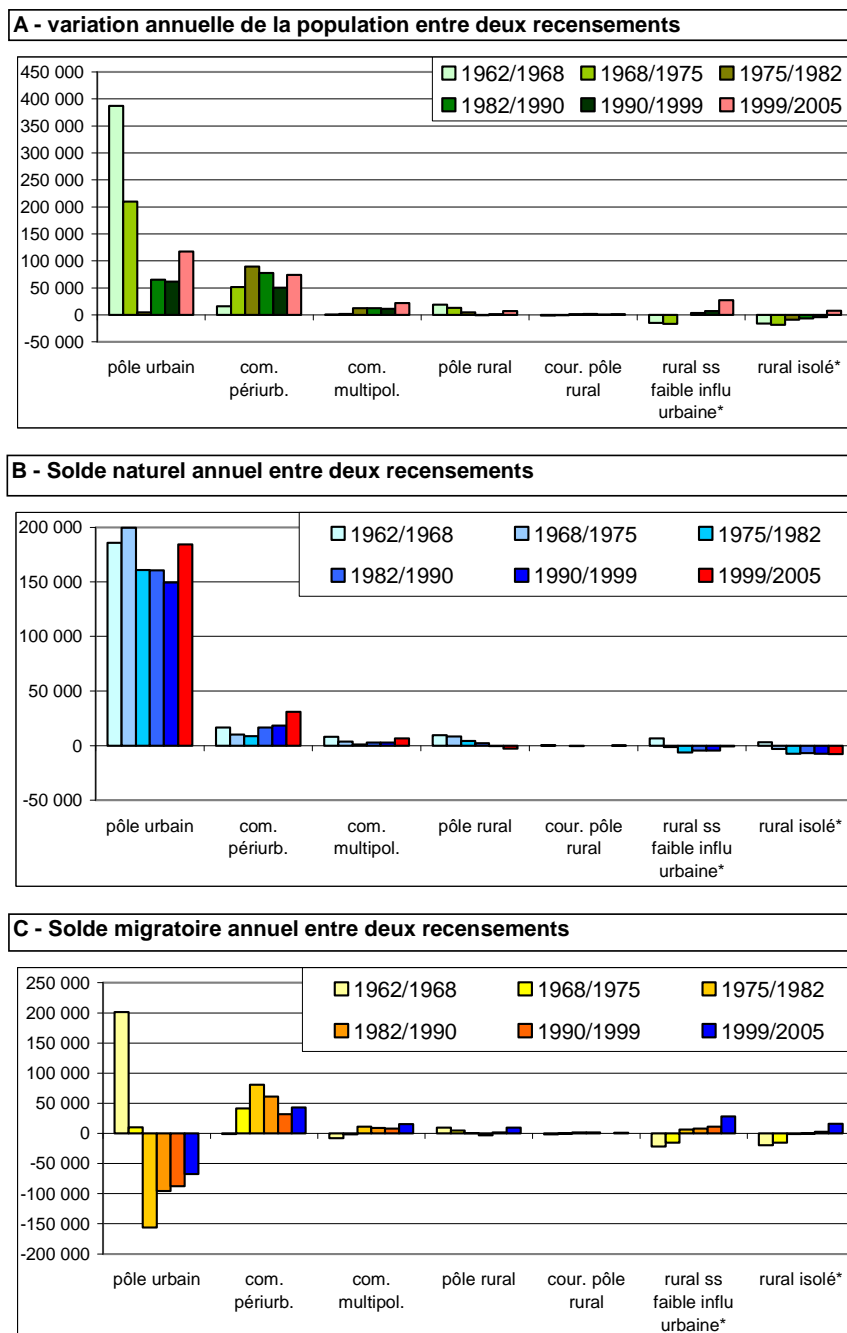 A - variation annuelle de la population entre deux recensements
450 000
400 000
350 000
300 000
250 000
200 000
150 000
100 000
50 000
0
-50 000
1962/1968 1968/1975 1975/1982
1982/1990 1990/1999 1999/2005
pôle urbain com. com. pôle rural cour. pôle rural ss rural isolé*
périurb. multipol. rural faible influ
urbaine*
B - Solde naturel annuel entre deux recensements
200 000
150 000
100 000
50 000
0
-50 000
1962/1968 1968/1975 1975/1982
1982/1990 1990/1999 1999/2005
pôle urbain com. com. pôle rural cour. pôle rural ss rural isolé*
périurb. multipol. rural faible influ
urbaine*
C - Solde migratoire annuel entre deux recensements
250 000
200 000
150 000
100 000
50 000
0
-50 000
-100 000
-150 000
-200 000
1962/1968 1968/1975 1975/1982
1982/1990 1990/1999 1999/2005
pôle urbain com. com. pôle rural cour. pôle rural ss rural isolé*
périurb. multipol. rural faible influ
urbaine*